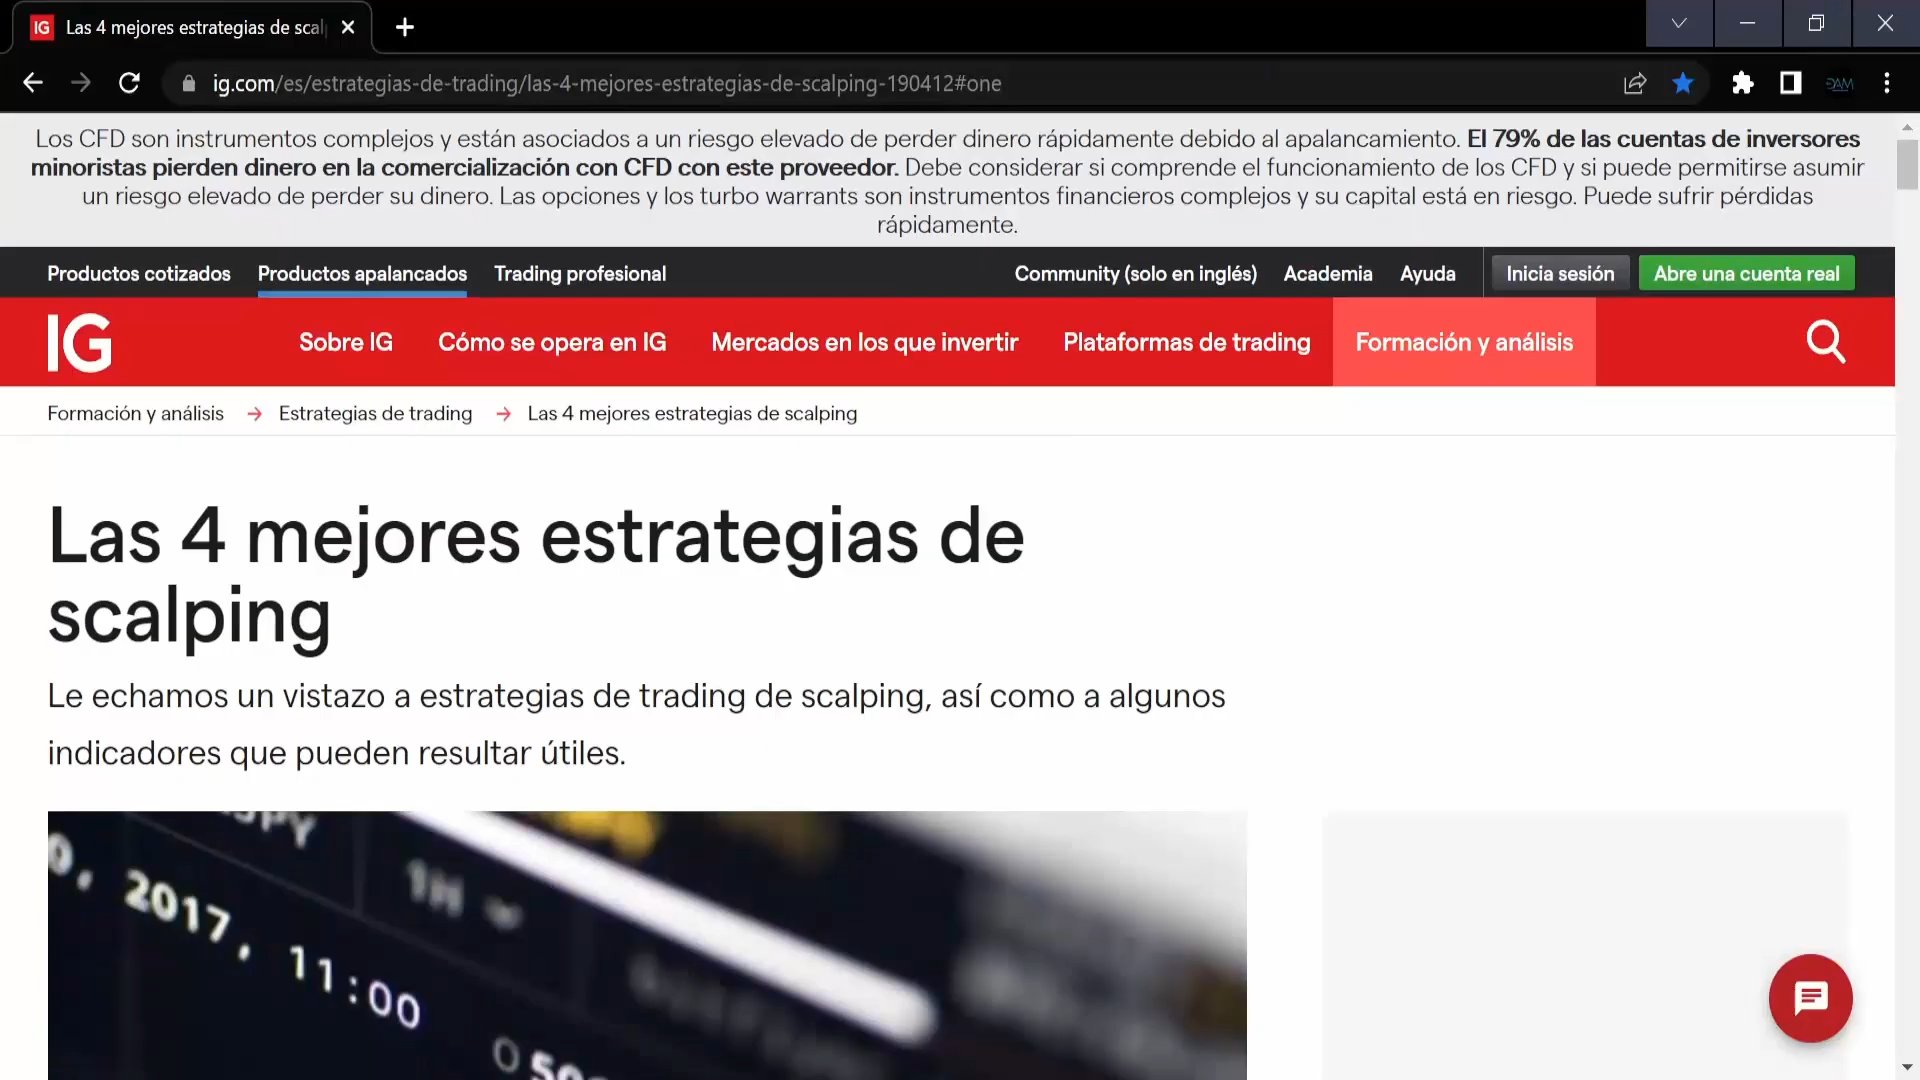 IG Las 4 mejores estrategias de scal
ig.com/es/estrategias-de-trading/las-4-mejores-estrategias-de-scalping-190412#one
DAM
Los CFD son instrumentos complejos y están asociados a un riesgo elevado de perder dinero rápidamente debido al apalancamiento. El 79% de las cuentas de inversores
minoristas pierden dinero en la comercialización con CFD con este proveedor. Debe considerar si comprende el funcionamiento de los CFD y si puede permitirse asumir
un riesgo elevado de perder su dinero. Las opciones y los turbo warrants son instrumentos financieros complejos y su capital está en riesgo. Puede sufrir pérdidas
rápidamente.
Productos cotizados Productos apalancados Trading profesional Community (solo en inglés) Academia Ayuda Inicia sesión Abre una cuenta real
IG Sobre IG Cómo se opera en IG Mercados en los que invertir Plataformas de trading Formación y análisis
Formación y análisis → Estrategias de trading → Las 4 mejores estrategias de scalping
Las 4 mejores estrategias de
scalping
Le echamos un vistazo a estrategias de trading de scalping, así como a algunos
indicadores que pueden resultar útiles.
1H
0, 2017, 11:00